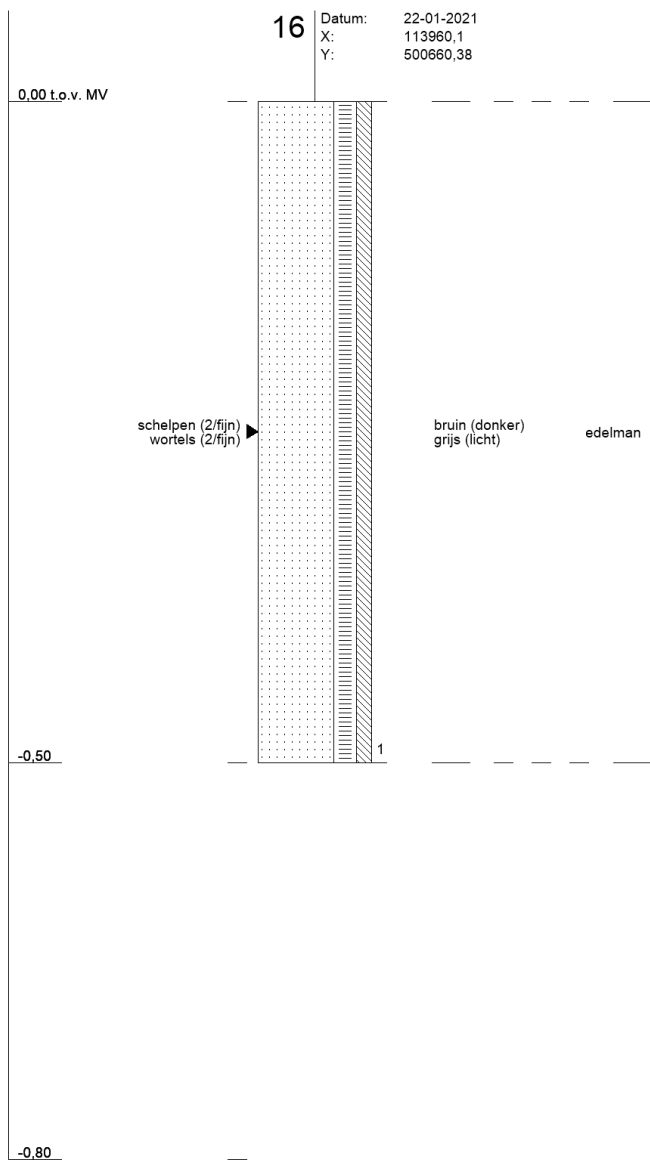 16
Datum: 22-01-2021
X: 113960,1
Y: 500660,38
0,00 t.o.v. MV
schelpen (2/fijn)
wortels (2/fijn)
bruin (donker)
grijs (licht)
edelman
1
-0,50
-0,80